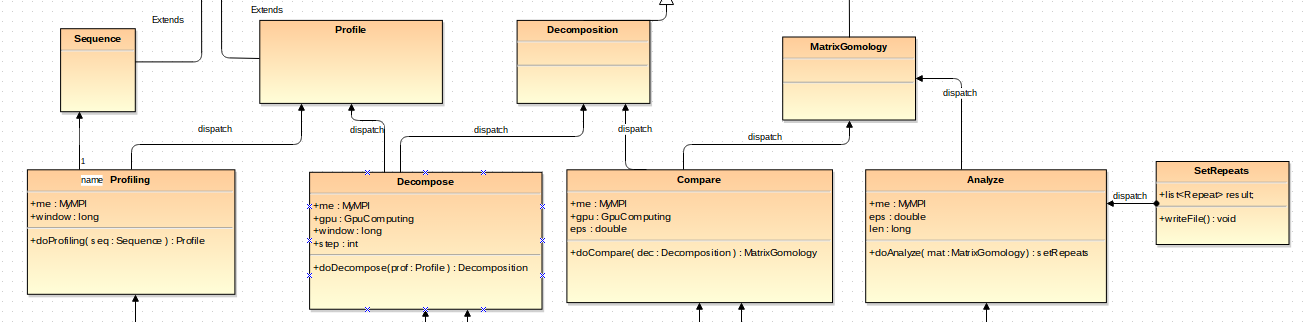 Extends
Extends
Sequence
Profile
Decomposition
MatrixGomology
dispatch
dispatch
dispatch
dispatch
dispatch
dispatch
1
name
Profiling
+me : MyMPI
+window : long
+doProfiling( seq : Sequence ) : Profile
Decompose
+me : MyMPI
+gpu : GpuComputing
+window : long
+step : int
+doDecompose(prof : Profile ) : Decomposition
Compare
+me : MyMPI
+gpu : GpuComputing
eps : double
+doCompare( dec : Decomposition ) : MatrixGomology
Analyze
+me : MyMPI
eps : double
len : long
+doAnalyze( mat : MatrixGomology) : setRepeats
dispatch
SetRepeats
+list<Repeat> result;
+writeFile() : void